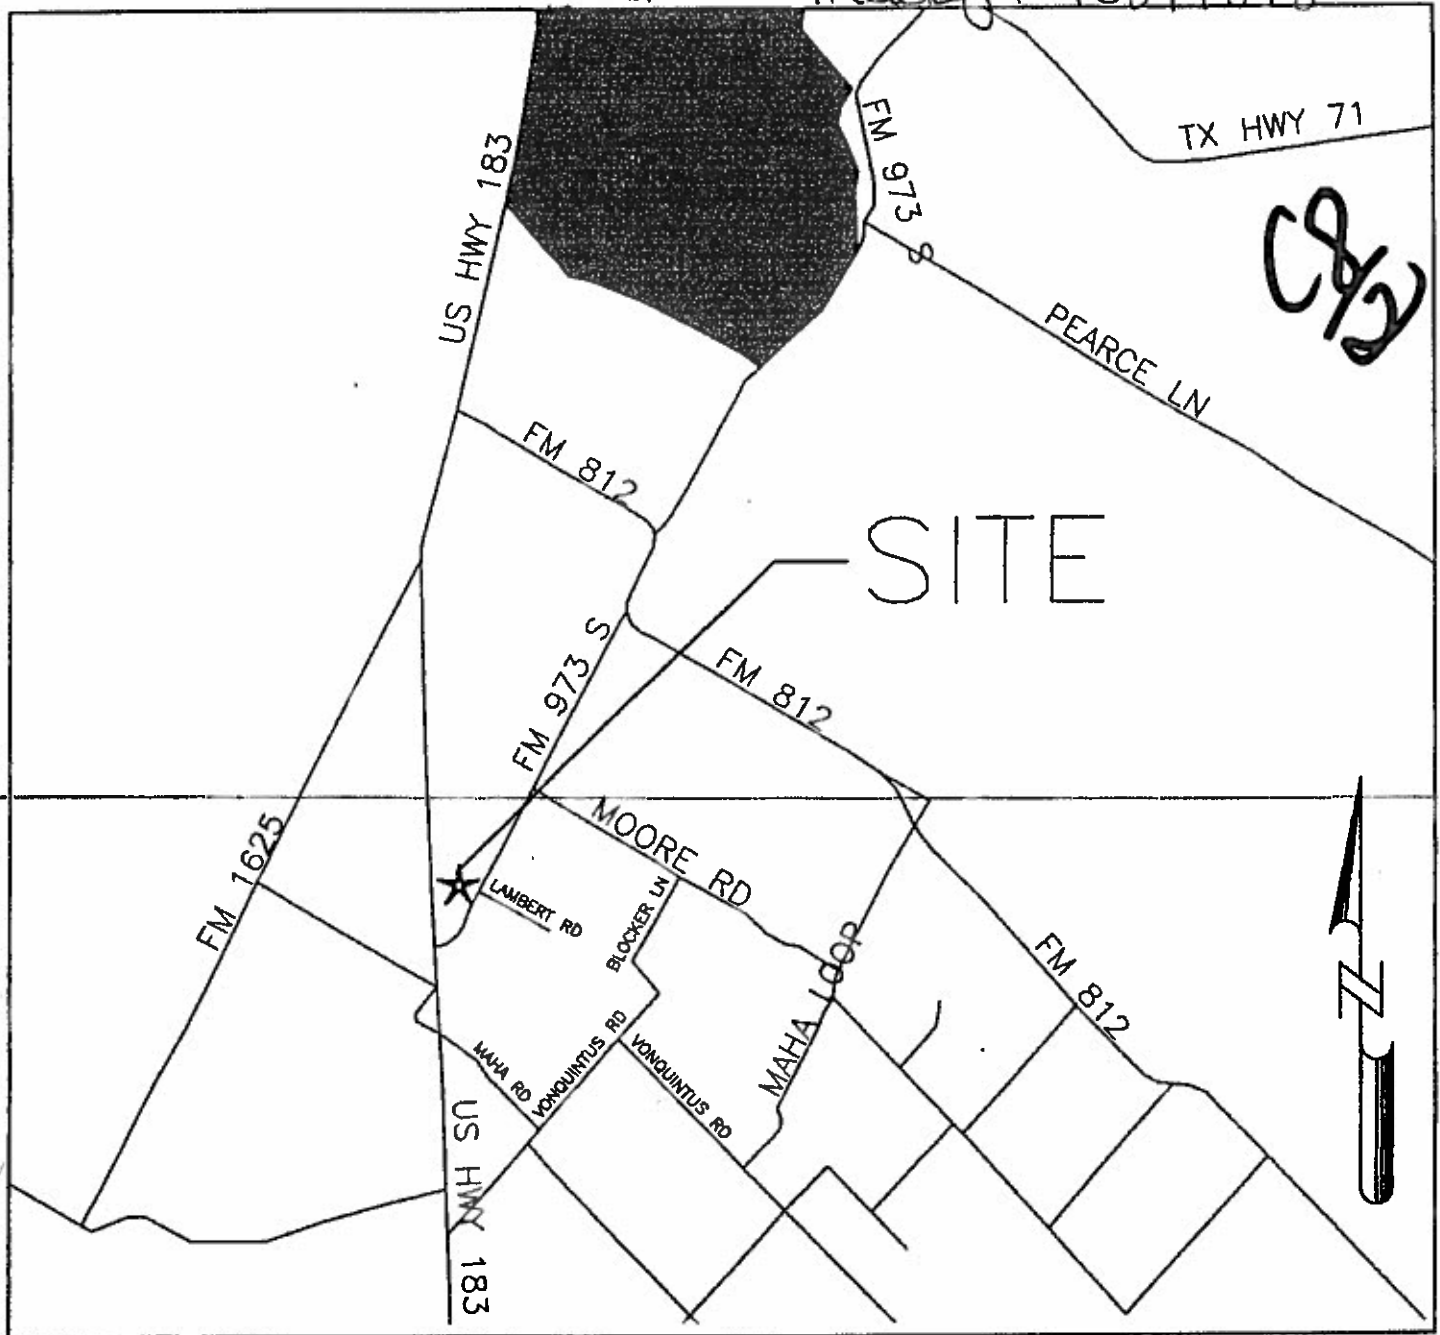 TX HWY 71
FM 973 S
US HWY 183
C8/2
PEARCE LN
FM 812
SITE
FM 973 S
FM 812
MOORE RD
FM 1625
LAMBERT RD
BLOCKER LN
MAHA LOOP
FM 812
N
MAHA RD
VONQUINTUS RD
VONQUINTUS RD
US HWY 183